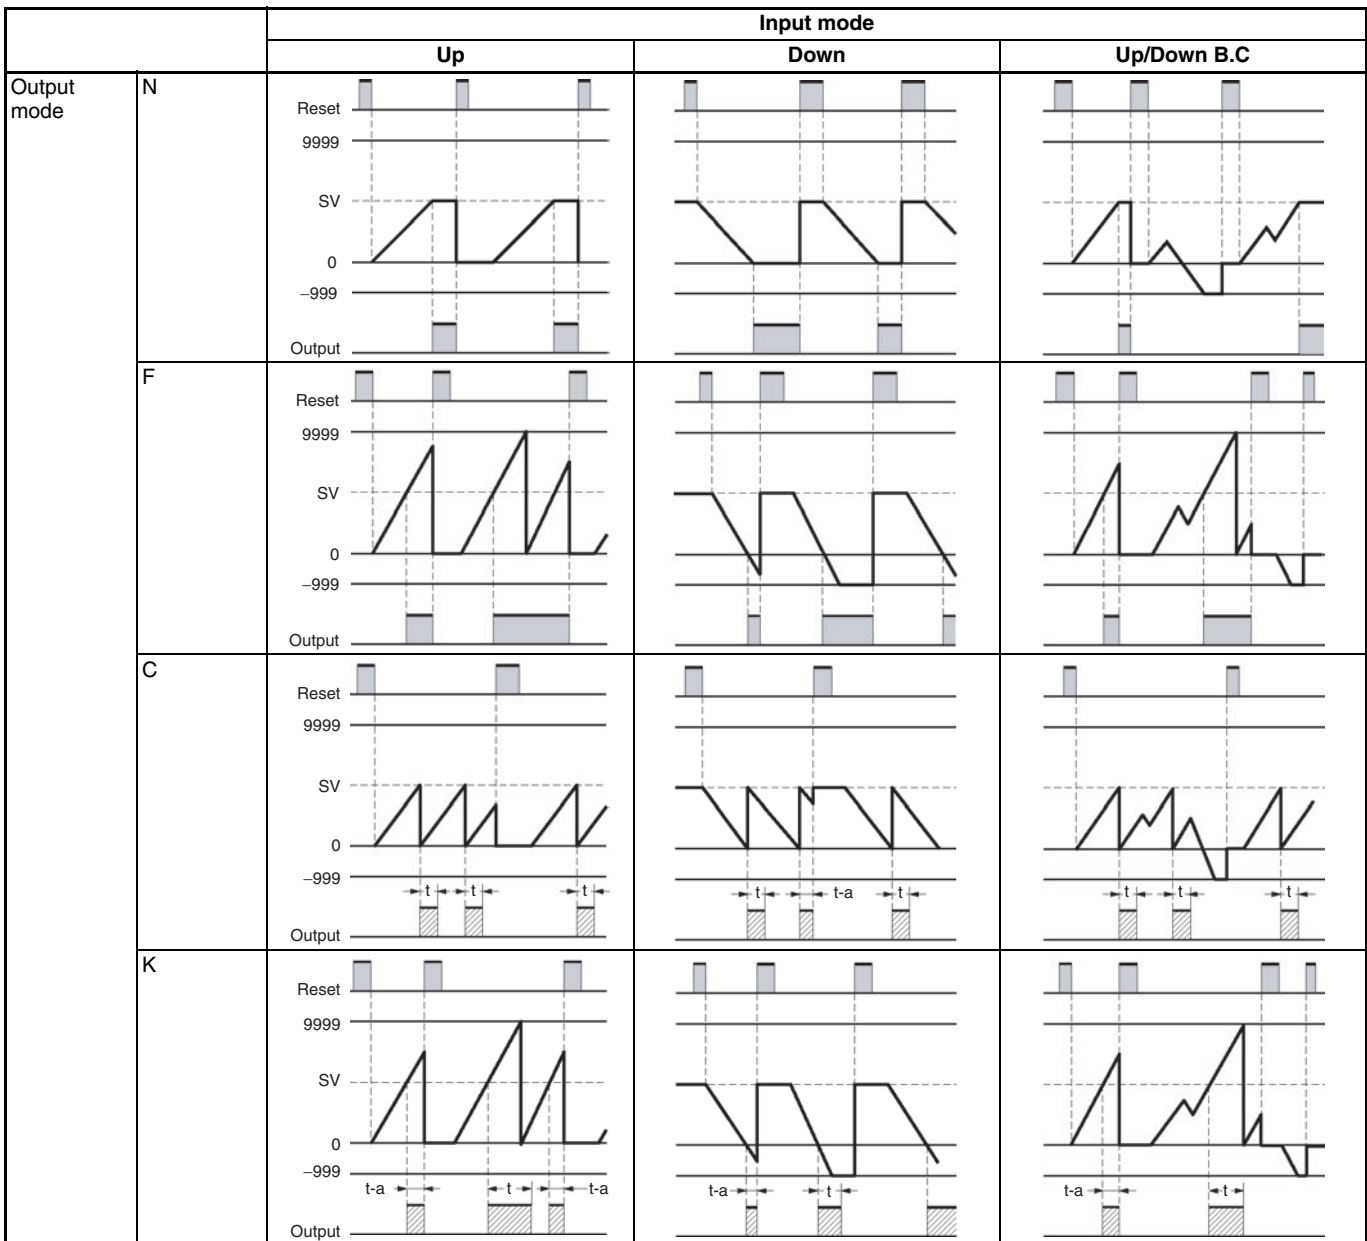 Input mode
Up Down Up/Down B.C
Output mode
N
Reset
9999
SV
0
−999
Output
F
Reset
9999
SV
0
−999
Output
C
Reset
9999
SV
0
−999
t t t
t t-a t
t t t
Output
K
Reset
9999
SV
0
−999
t-a t t-a
t-a t
t-a t
Output